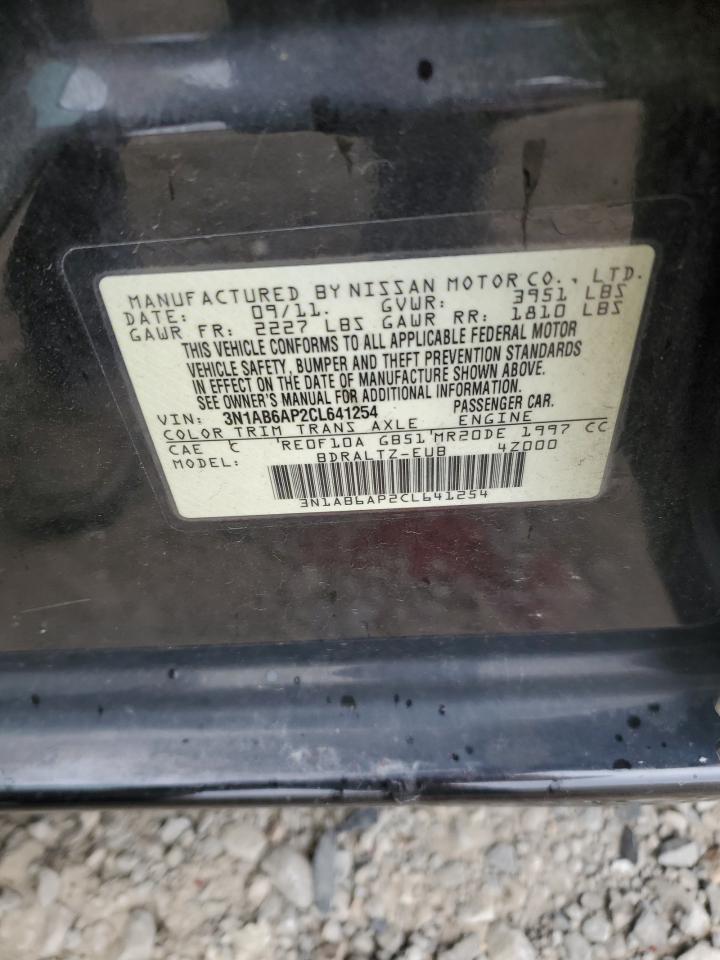 MANUFACTURED BY NISSAN MOTOR CO., LTD.
DATE: 09/11. GVWR: 3951 LBS
GAWR FR: 2227 LBS GAWR RR: 1810 LBS
THIS VEHICLE CONFORMS TO ALL APPLICABLE FEDERAL MOTOR
VEHICLE SAFETY, BUMPER AND THEFT PREVENTION STANDARDS
IN EFFECT ON THE DATE OF MANUFACTURE SHOWN ABOVE.
SEE OWNER'S MANUAL FOR ADDITIONAL INFORMATION.
VIN: 3N1AB6AP2CL641254 PASSENGER CAR.
COLOR TRIM TRANS AXLE ENGINE
CAE C RE0F10A GB51 MR20DE 1997 CC
MODEL: BDRALTZ-EUB 4Z000
3N1AB6AP2CL641254